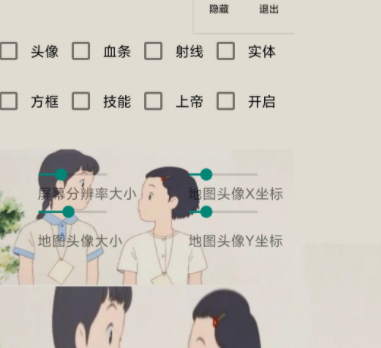 隐藏 退出
头像 血条 射线 实体
方框 技能 上帝 开启
屏幕分辨率大小 地图头像X坐标
地图头像大小 地图头像Y坐标